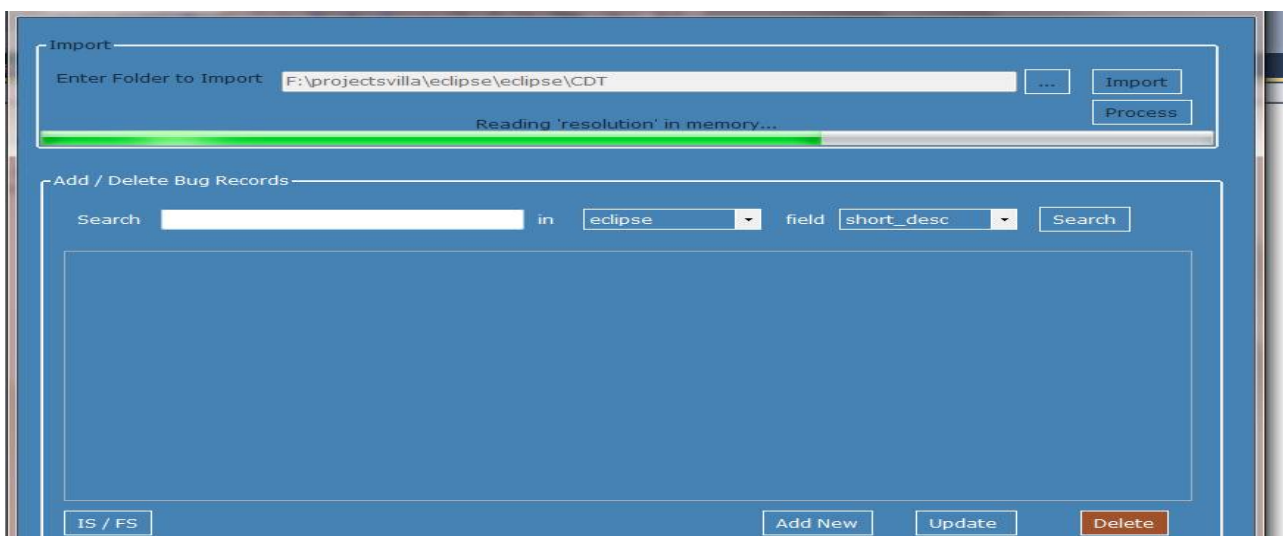 Import
Enter Folder to Import F:\projectsvilla\eclipse\eclipse\CDT ... Import
Process
Reading 'resolution' in memory...
Add / Delete Bug Records
Search in eclipse field short_desc Search
IS / FS Add New Update Delete